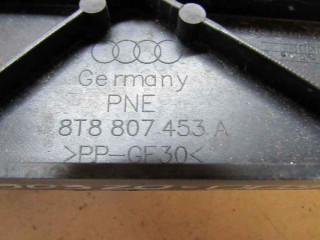 Germany
PNE
8T8 807 453 A
>PP-GF30<